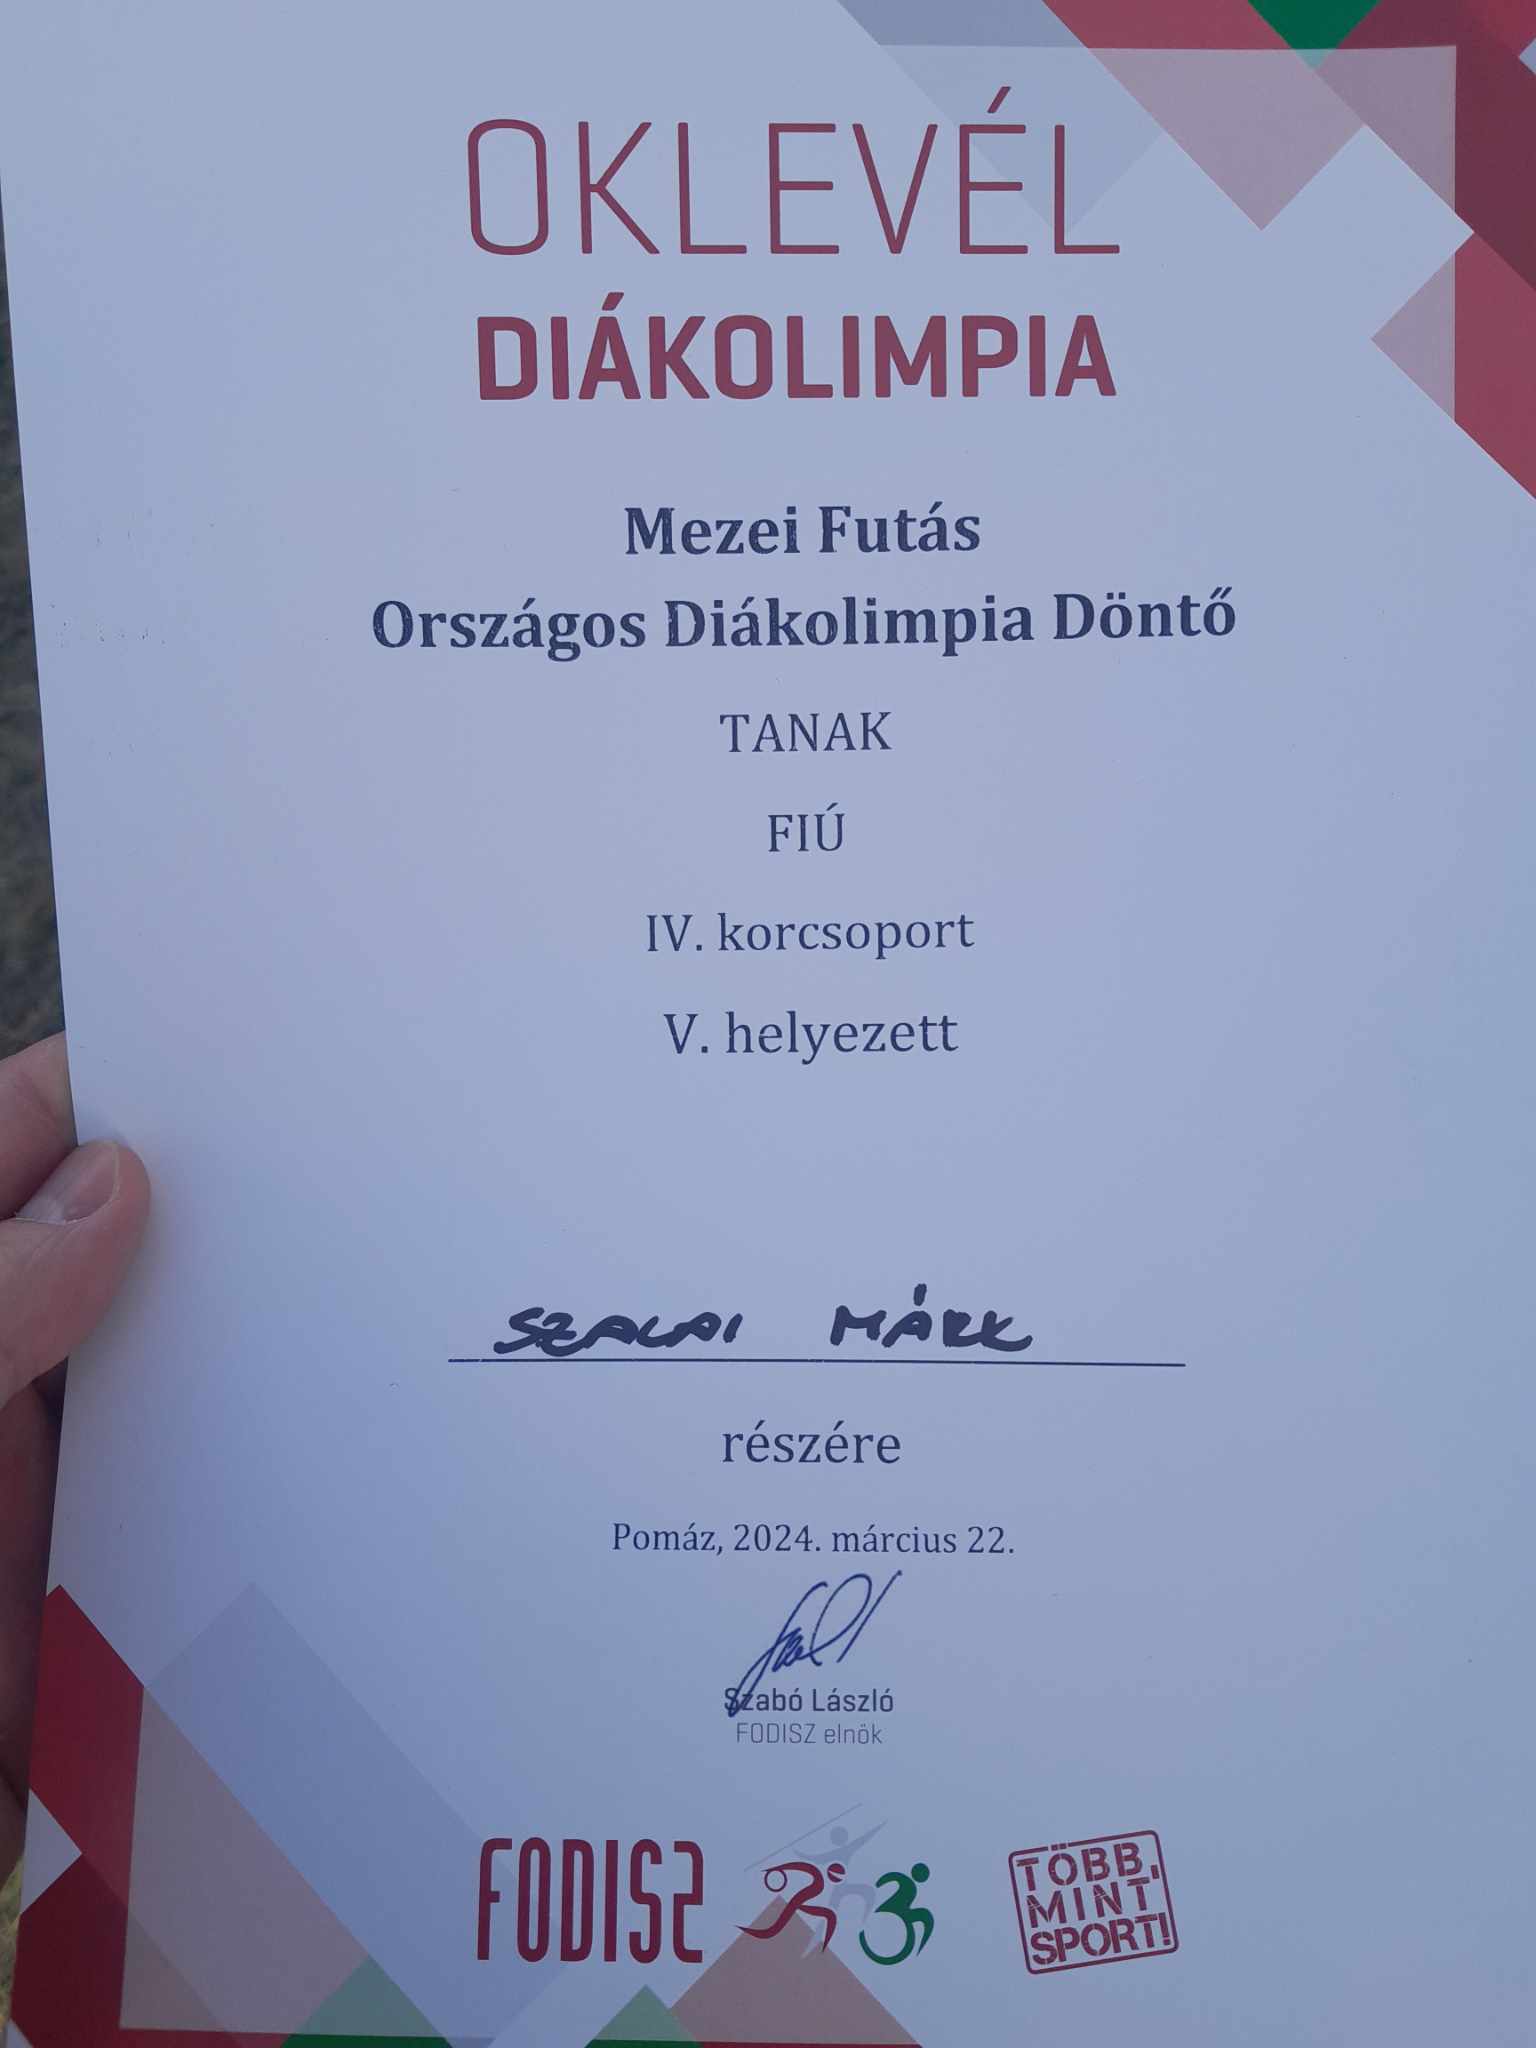 OKLEVÉL
DIÁKOLIMPIA
Mezei Futás
Országos Diákolimpia Döntő
TANAK
FIÚ
IV. korcsoport
V. helyezett
SZALAI MÁRK
részére
Pomáz, 2024. március 22.
Szabó László
FODISZ elnök
FODISZ
TÖBB,
MINT
SPORT!